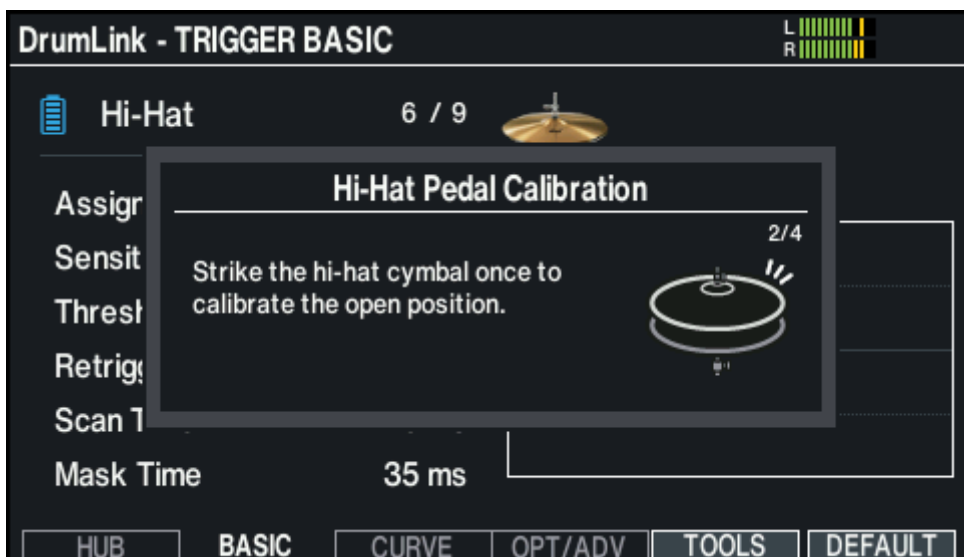 DrumLink - TRIGGER BASIC
L
R
Hi-Hat 6 / 9
Hi-Hat Pedal Calibration
2/4
Strike the hi-hat cymbal once to
calibrate the open position.
Mask Time 35 ms
HUB BASIC CURVE OPT/ADV TOOLS DEFAULT